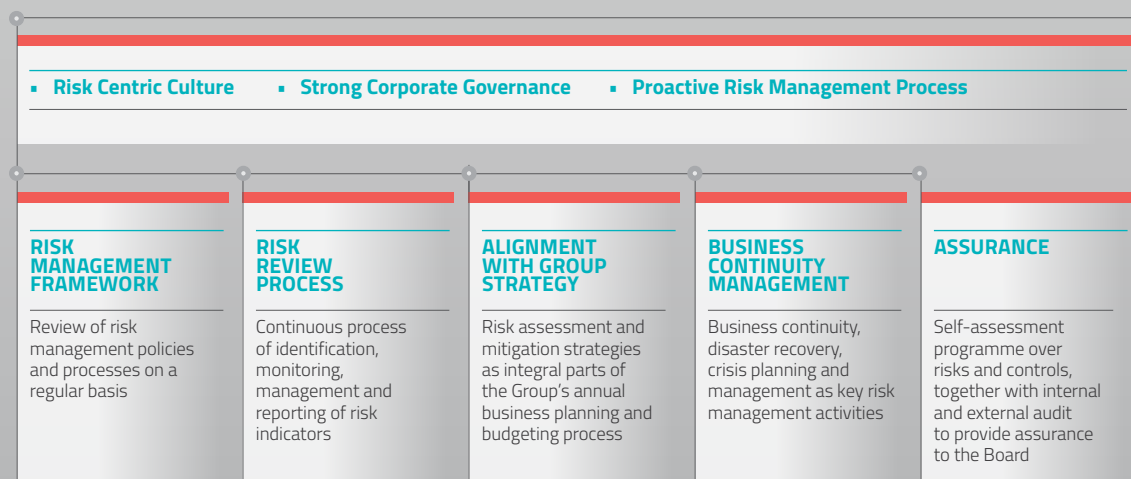 ▪ Risk Centric Culture ▪ Strong Corporate Governance ▪ Proactive Risk Management Process
RISK
MANAGEMENT
FRAMEWORK
Review of risk
management policies
and processes on a
regular basis
RISK
REVIEW
PROCESS
Continuous process
of identification,
monitoring,
management and
reporting of risk
indicators
ALIGNMENT
WITH GROUP
STRATEGY
Risk assessment and
mitigation strategies
as integral parts of
the Group's annual
business planning and
budgeting process
BUSINESS
CONTINUITY
MANAGEMENT
Business continuity,
disaster recovery,
crisis planning and
management as key risk
management activities
ASSURANCE
Self-assessment
programme over
risks and controls,
together with internal
and external audit
to provide assurance
to the Board